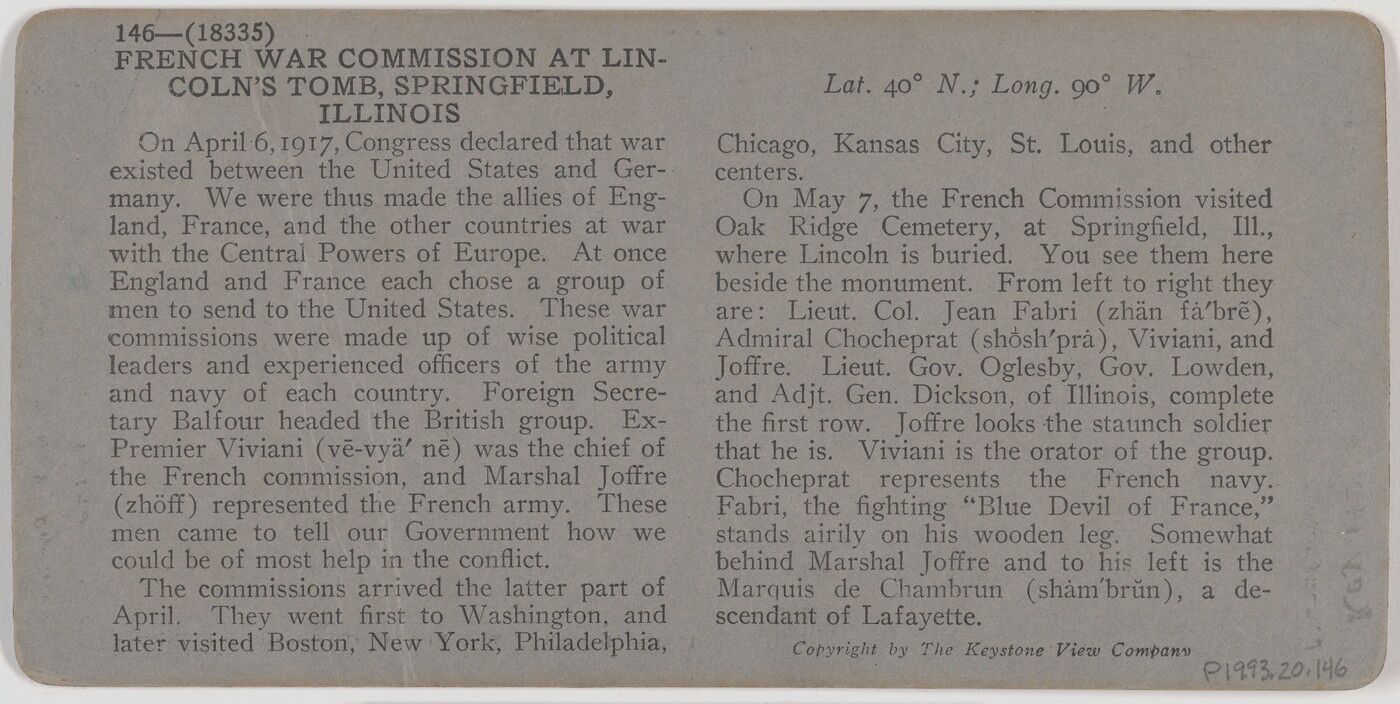 146—(18335)
FRENCH WAR COMMISSION AT LIN-
COLN'S TOMB, SPRINGFIELD,
ILLINOIS
On April 6, 1917, Congress declared that war
existed between the United States and Ger-
many. We were thus made the allies of Eng-
land, France, and the other countries at war
with the Central Powers of Europe. At once
England and France each chose a group of
men to send to the United States. These war
commissions were made up of wise political
leaders and experienced officers of the army
and navy of each country. Foreign Secre-
tary Balfour headed the British group. Ex-
Premier Viviani (vē-vyä′ nē) was the chief of
the French commission, and Marshal Joffre
(zhöff) represented the French army. These
men came to tell our Government how we
could be of most help in the conflict.
The commissions arrived the latter part of
April. They went first to Washington, and
later visited Boston, New York, Philadelphia,
Lat. 40° N.; Long. 90° W.
Chicago, Kansas City, St. Louis, and other
centers.
On May 7, the French Commission visited
Oak Ridge Cemetery, at Springfield, Ill.,
where Lincoln is buried. You see them here
beside the monument. From left to right they
are: Lieut. Col. Jean Fabri (zhän fȧ′brẽ),
Admiral Chocheprat (shŏsh′prȧ), Viviani, and
Joffre. Lieut. Gov. Oglesby, Gov. Lowden,
and Adjt. Gen. Dickson, of Illinois, complete
the first row. Joffre looks the staunch soldier
that he is. Viviani is the orator of the group.
Chocheprat represents the French navy.
Fabri, the fighting “Blue Devil of France,”
stands airily on his wooden leg. Somewhat
behind Marshal Joffre and to his left is the
Marquis de Chambrun (shȧm′brŭn), a de-
scendant of Lafayette.
Copyright by The Keystone View Company
P1993.20.146